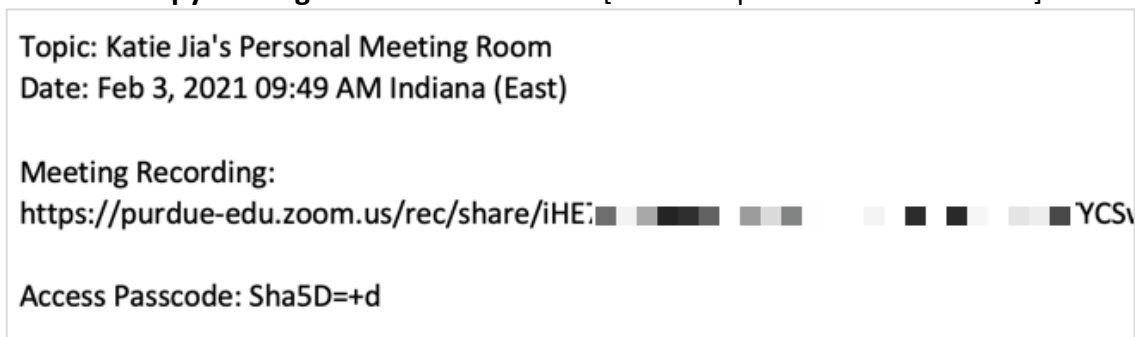 Topic: Katie Jia's Personal Meeting Room
Date: Feb 3, 2021 09:49 AM Indiana (East)
Meeting Recording:
https://purdue-edu.zoom.us/rec/share/iHE
Access Passcode: Sha5D=+d